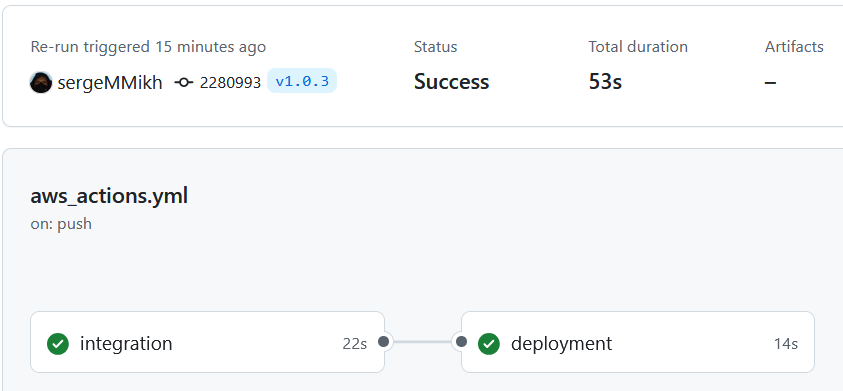 Re-run triggered 15 minutes ago
sergeMMikh 2280993 v1.0.3
Status
Success
Total duration
53s
Artifacts
–
aws_actions.yml
on: push
integration 22s
deployment 14s